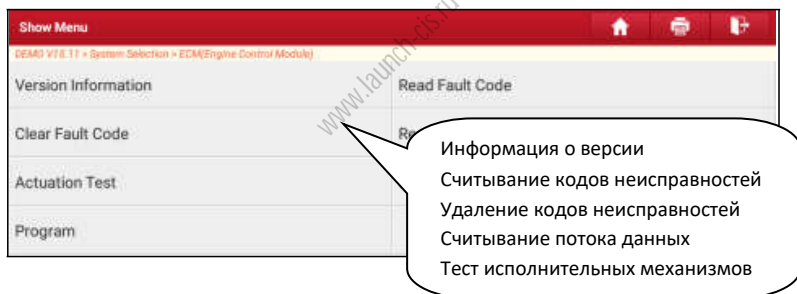 Show Menu
DEMO V10.11 > System Selection > ECM(Engine Control Module)
Version Information
Read Fault Code
Clear Fault Code
Re
Actuation Test
Program
Информация о версии
Считывание кодов неисправностей
Удаление кодов неисправностей
Считывание потока данных
Тест исполнительных механизмов
www.launch-cis.ru